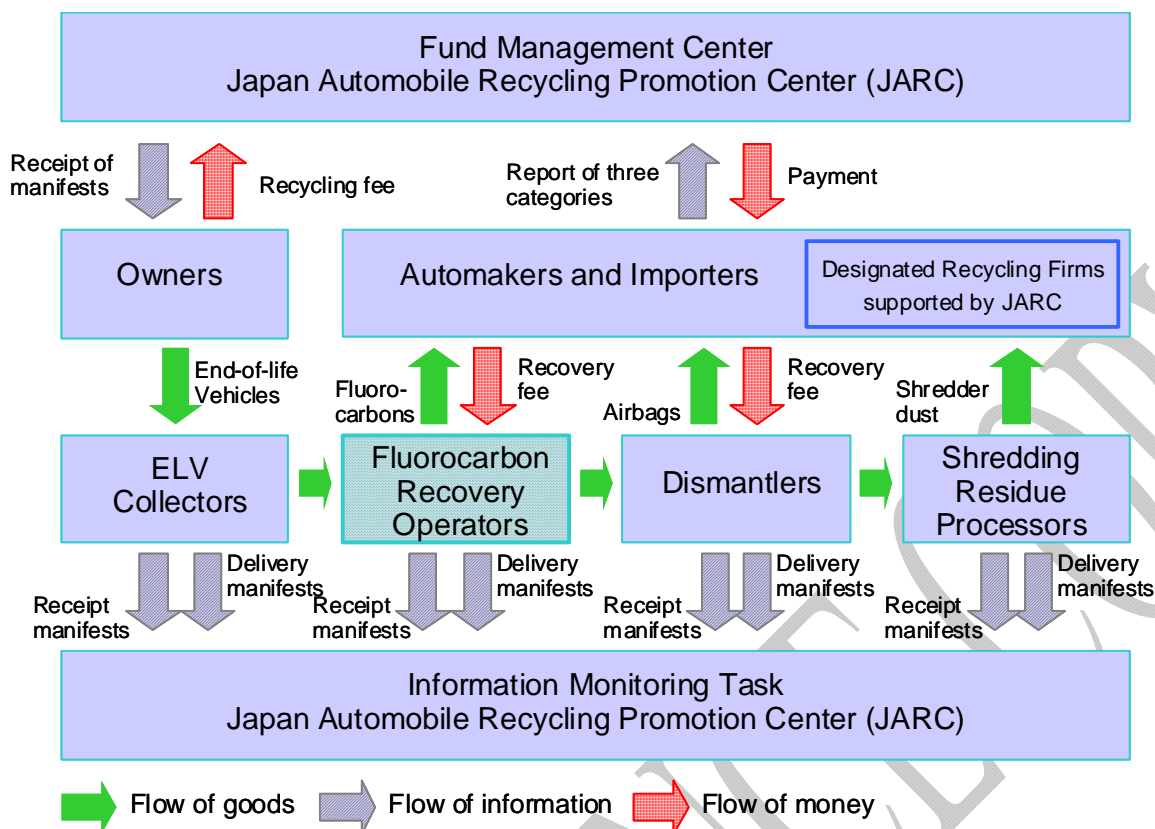 Fund Management Center
Japan Automobile Recycling Promotion Center (JARC)
Receipt of
manifests
Recycling fee
Report of three
categories
Payment
Owners
Automakers and Importers
Designated Recycling Firms
supported by JARC
End-of-life
Vehicles
Fluoro-
carbons
Recovery
fee
Airbags
Recovery
fee
Shredder
dust
ELV
Collectors
Fluorocarbon
Recovery
Operators
Dismantlers
Shredding
Residue
Processors
Receipt
manifests
Delivery
manifests
Receipt
manifests
Delivery
manifests
Receipt
manifests
Delivery
manifests
Receipt
manifests
Delivery
manifests
Information Monitoring Task
Japan Automobile Recycling Promotion Center (JARC)
Flow of goods
Flow of information
Flow of money